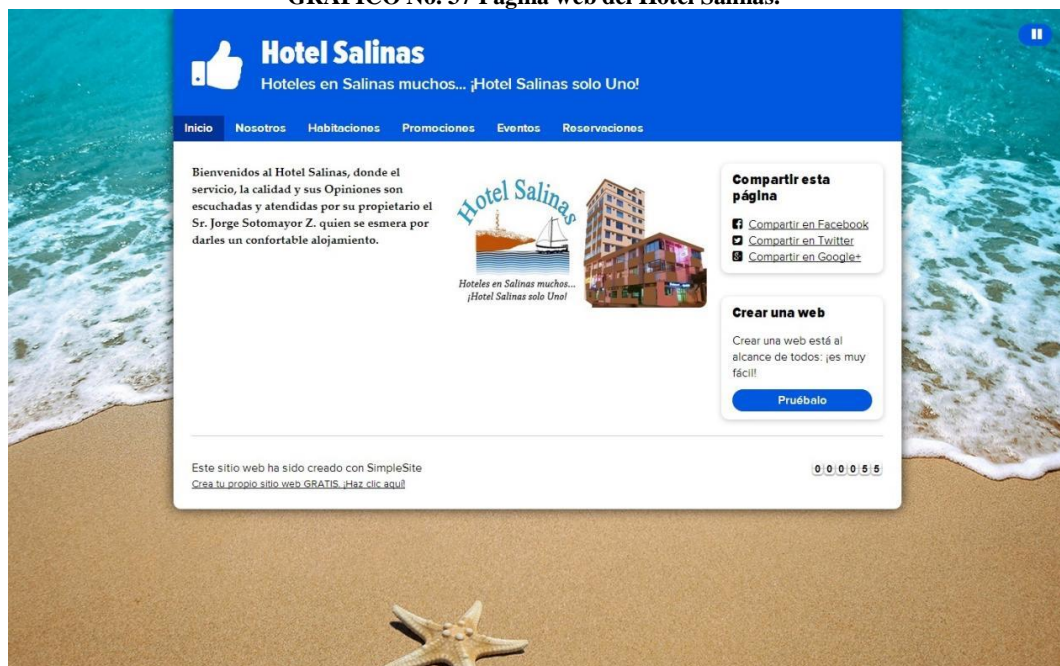 GRÁFICO No. 37 Página web del Hotel Salinas.
Hotel Salinas
Hoteles en Salinas muchos... ¡Hotel Salinas solo Uno!
Inicio Nosotros Habitaciones Promociones Eventos Reservaciones
Bienvenidos al Hotel Salinas, donde el
servicio, la calidad y sus Opiniones son
escuchadas y atendidas por su propietario el
Sr. Jorge Sotomayor Z. quien se esmera por
darles un confortable alojamiento.
Hotel Salinas
Hoteles en Salinas muchos...
¡Hotel Salinas solo Uno!
Compartir esta
página
Compartir en Facebook
Compartir en Twitter
Compartir en Google+
Crear una web
Crear una web está al
alcance de todos: ¡es muy
fácil!
Pruébalo
Este sitio web ha sido creado con SimpleSite
Crea tu propio sitio web GRATIS. ¡Haz clic aquí!
000055